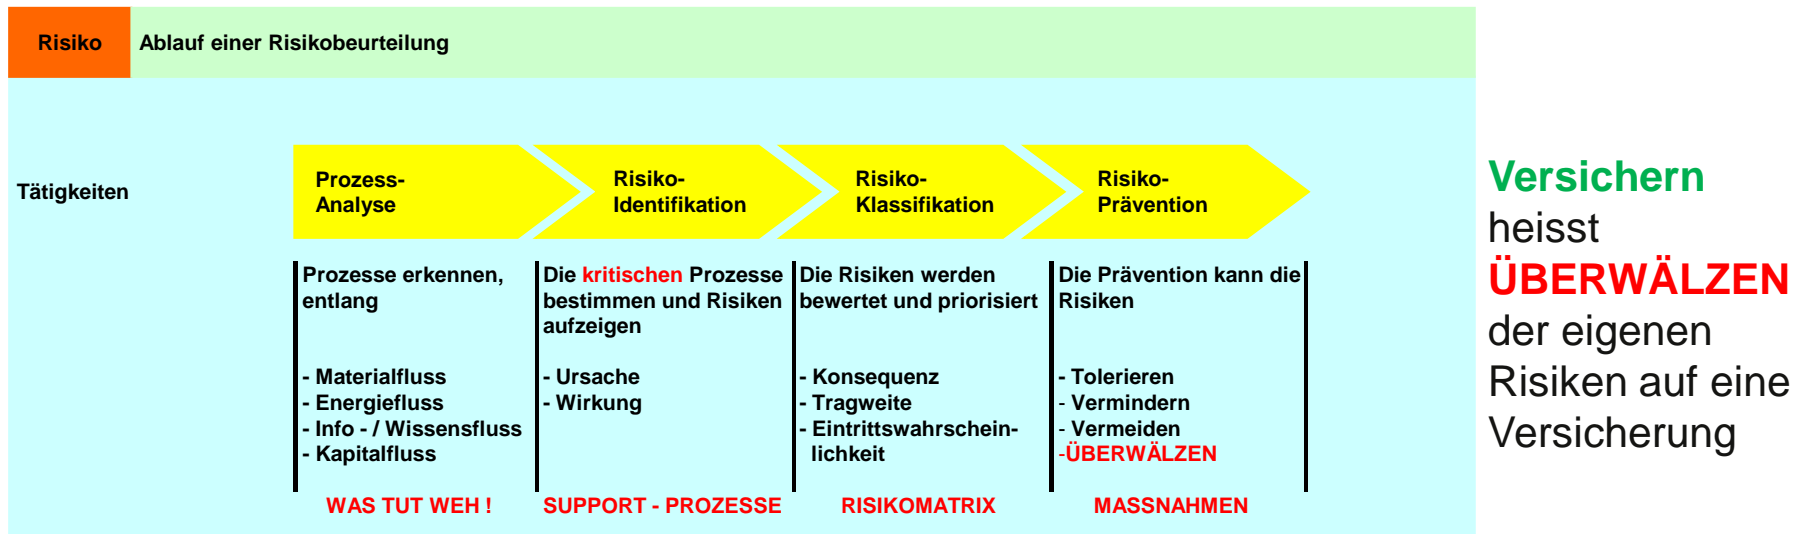 Risiko
Ablauf einer Risikobeurteilung
Tätigkeiten
Prozess-
Analyse
Risiko-
Identifikation
Risiko-
Klassifikation
Risiko-
Prävention
Prozesse erkennen,
entlang
- Materialfluss
- Energiefluss
- Info - / Wissensfluss
- Kapitalfluss
WAS TUT WEH !
Die kritischen Prozesse
bestimmen und Risiken
aufzeigen
- Ursache
- Wirkung
SUPPORT - PROZESSE
Die Risiken werden
bewertet und priorisiert
- Konsequenz
- Tragweite
- Eintrittswahrschein-
lichkeit
RISIKOMATRIX
Die Prävention kann die
Risiken
- Tolerieren
- Vermindern
- Vermeiden
-ÜBERWÄLZEN
MASSNAHMEN
Versichern
heisst
ÜBERWÄLZEN
der eigenen
Risiken auf eine
Versicherung